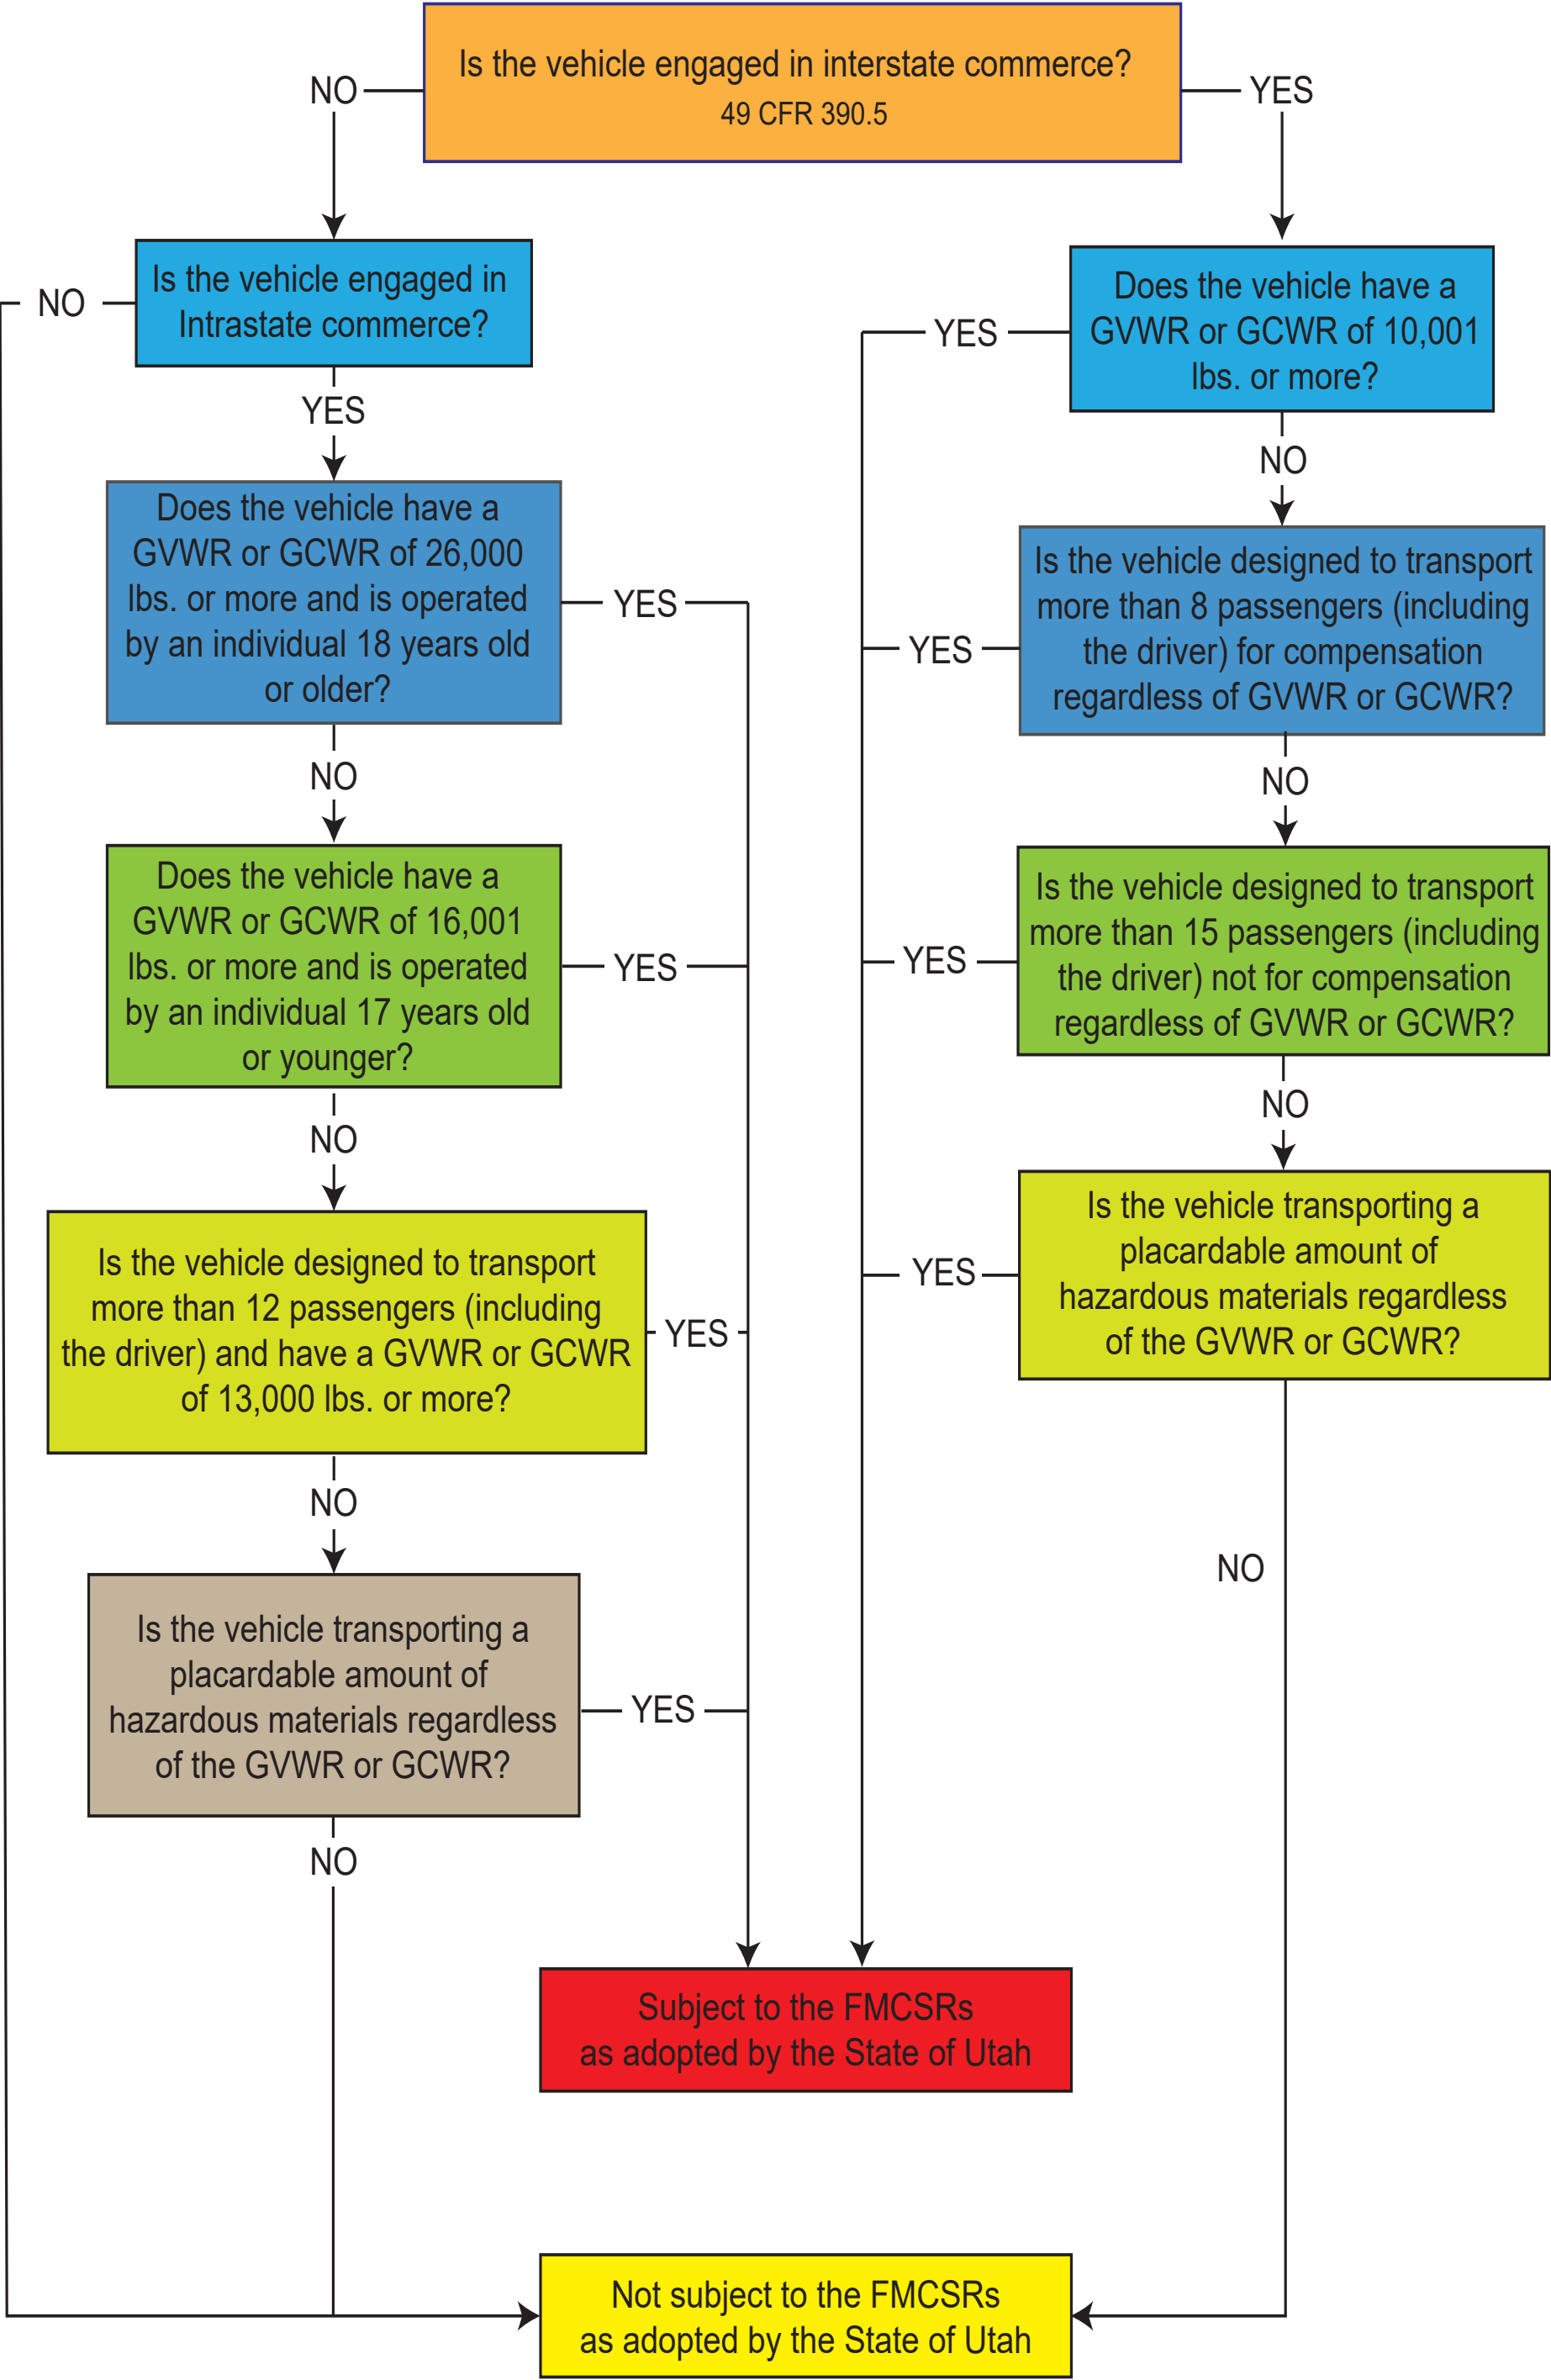 Is the vehicle engaged in interstate commerce?
49 CFR 390.5
NO
YES
Is the vehicle engaged in
Intrastate commerce?
NO
YES
Does the vehicle have a
GVWR or GCWR of 26,000
lbs. or more and is operated
by an individual 18 years old
or older?
YES
NO
Does the vehicle have a
GVWR or GCWR of 16,001
lbs. or more and is operated
by an individual 17 years old
or younger?
YES
NO
Is the vehicle designed to transport
more than 12 passengers (including
the driver) and have a GVWR or GCWR
of 13,000 lbs. or more?
YES
NO
Is the vehicle transporting a
placardable amount of
hazardous materials regardless
of the GVWR or GCWR?
YES
NO
Does the vehicle have a
GVWR or GCWR of 10,001
lbs. or more?
YES
NO
Is the vehicle designed to transport
more than 8 passengers (including
the driver) for compensation
regardless of GVWR or GCWR?
YES
NO
Is the vehicle designed to transport
more than 15 passengers (including
the driver) not for compensation
regardless of GVWR or GCWR?
YES
NO
Is the vehicle transporting a
placardable amount of
hazardous materials regardless
of the GVWR or GCWR?
YES
NO
Subject to the FMCSRs
as adopted by the State of Utah
Not subject to the FMCSRs
as adopted by the State of Utah